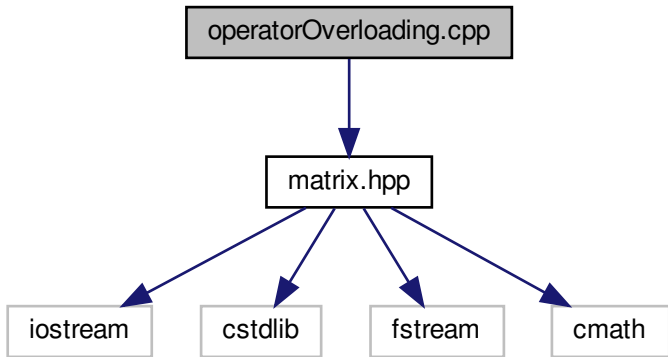 operatorOverloading.cpp
matrix.hpp
iostream
cstdlib
fstream
cmath